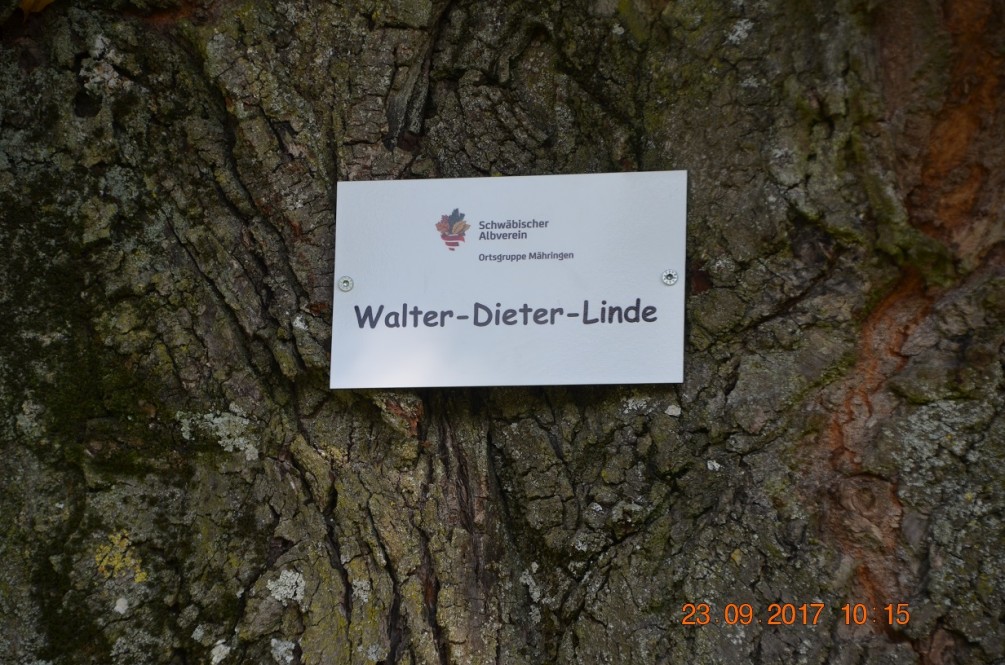 Schwäbischer
Albverein
Ortsgruppe Mähringen
Walter-Dieter-Linde
23 09 2017 10:15